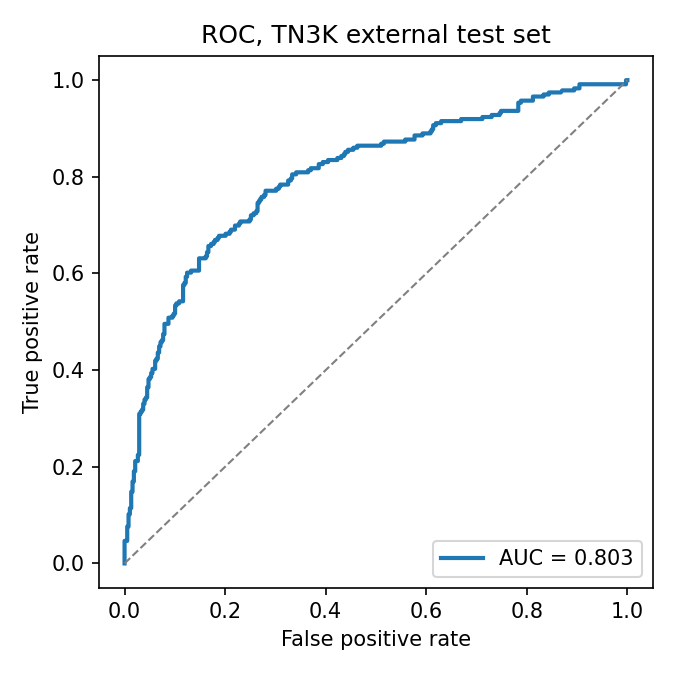 ROC, TN3K external test set
True positive rate
1.0
0.8
0.6
0.4
0.2
0.0
AUC = 0.803
0.0 0.2 0.4 0.6 0.8 1.0
False positive rate